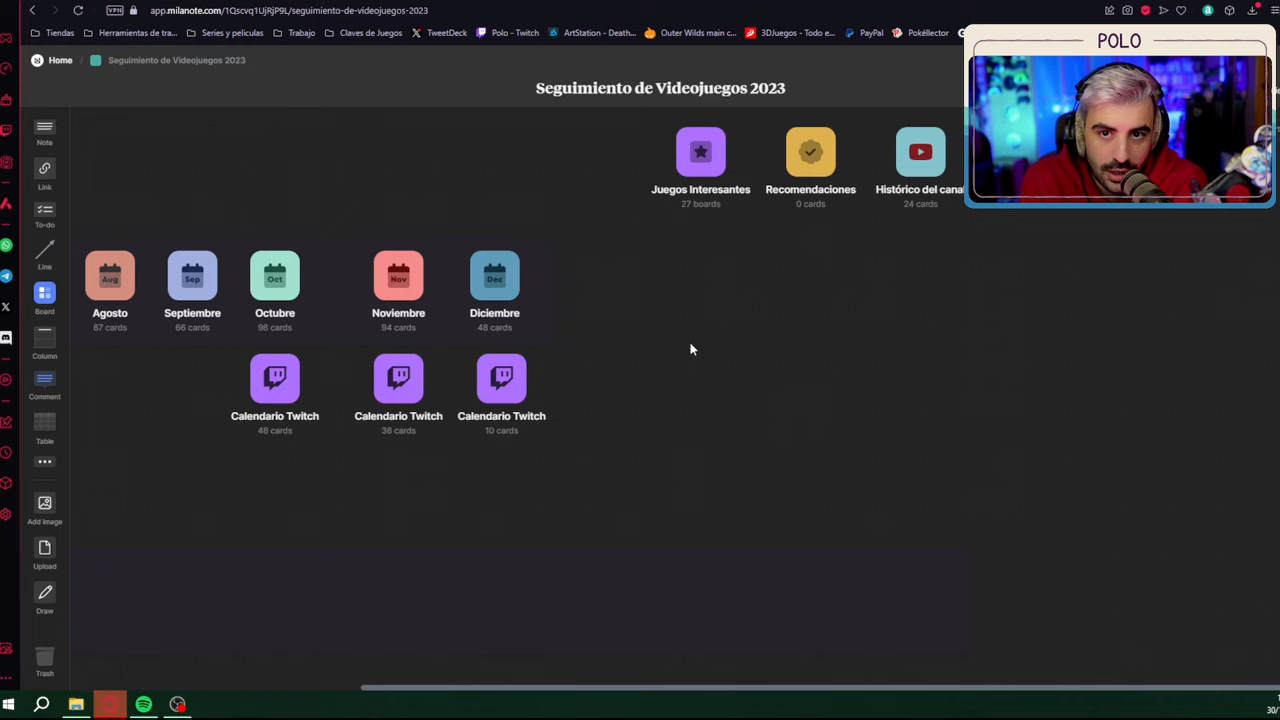 app.milanote.com/1Qscvq1UjRjP9L/seguimiento-de-videojuegos-2023
VPN
Tiendas
Herramientas de tra...
Series y peliculas
Trabajo
Claves de Juegos
TweetDeck
Polo - Twitch
ArtStation - Death...
Outer Wilds main c...
3DJuegos - Todo e...
PayPal
Pokéllector
POLO
Home / Seguimiento de Videojuegos 2023
Seguimiento de Videojuegos 2023
Note
Link
To-do
Line
Board
Column
Comment
Table
Add image
Upload
Draw
Trash
Juegos Interesantes
27 boards
Recomendaciones
0 cards
Histórico del canal
24 cards
Aug
Agosto
67 cards
Sep
Septiembre
66 cards
Oct
Octubre
98 cards
Nov
Noviembre
94 cards
Dec
Diciembre
48 cards
Calendario Twitch
48 cards
Calendario Twitch
36 cards
Calendario Twitch
10 cards
30/